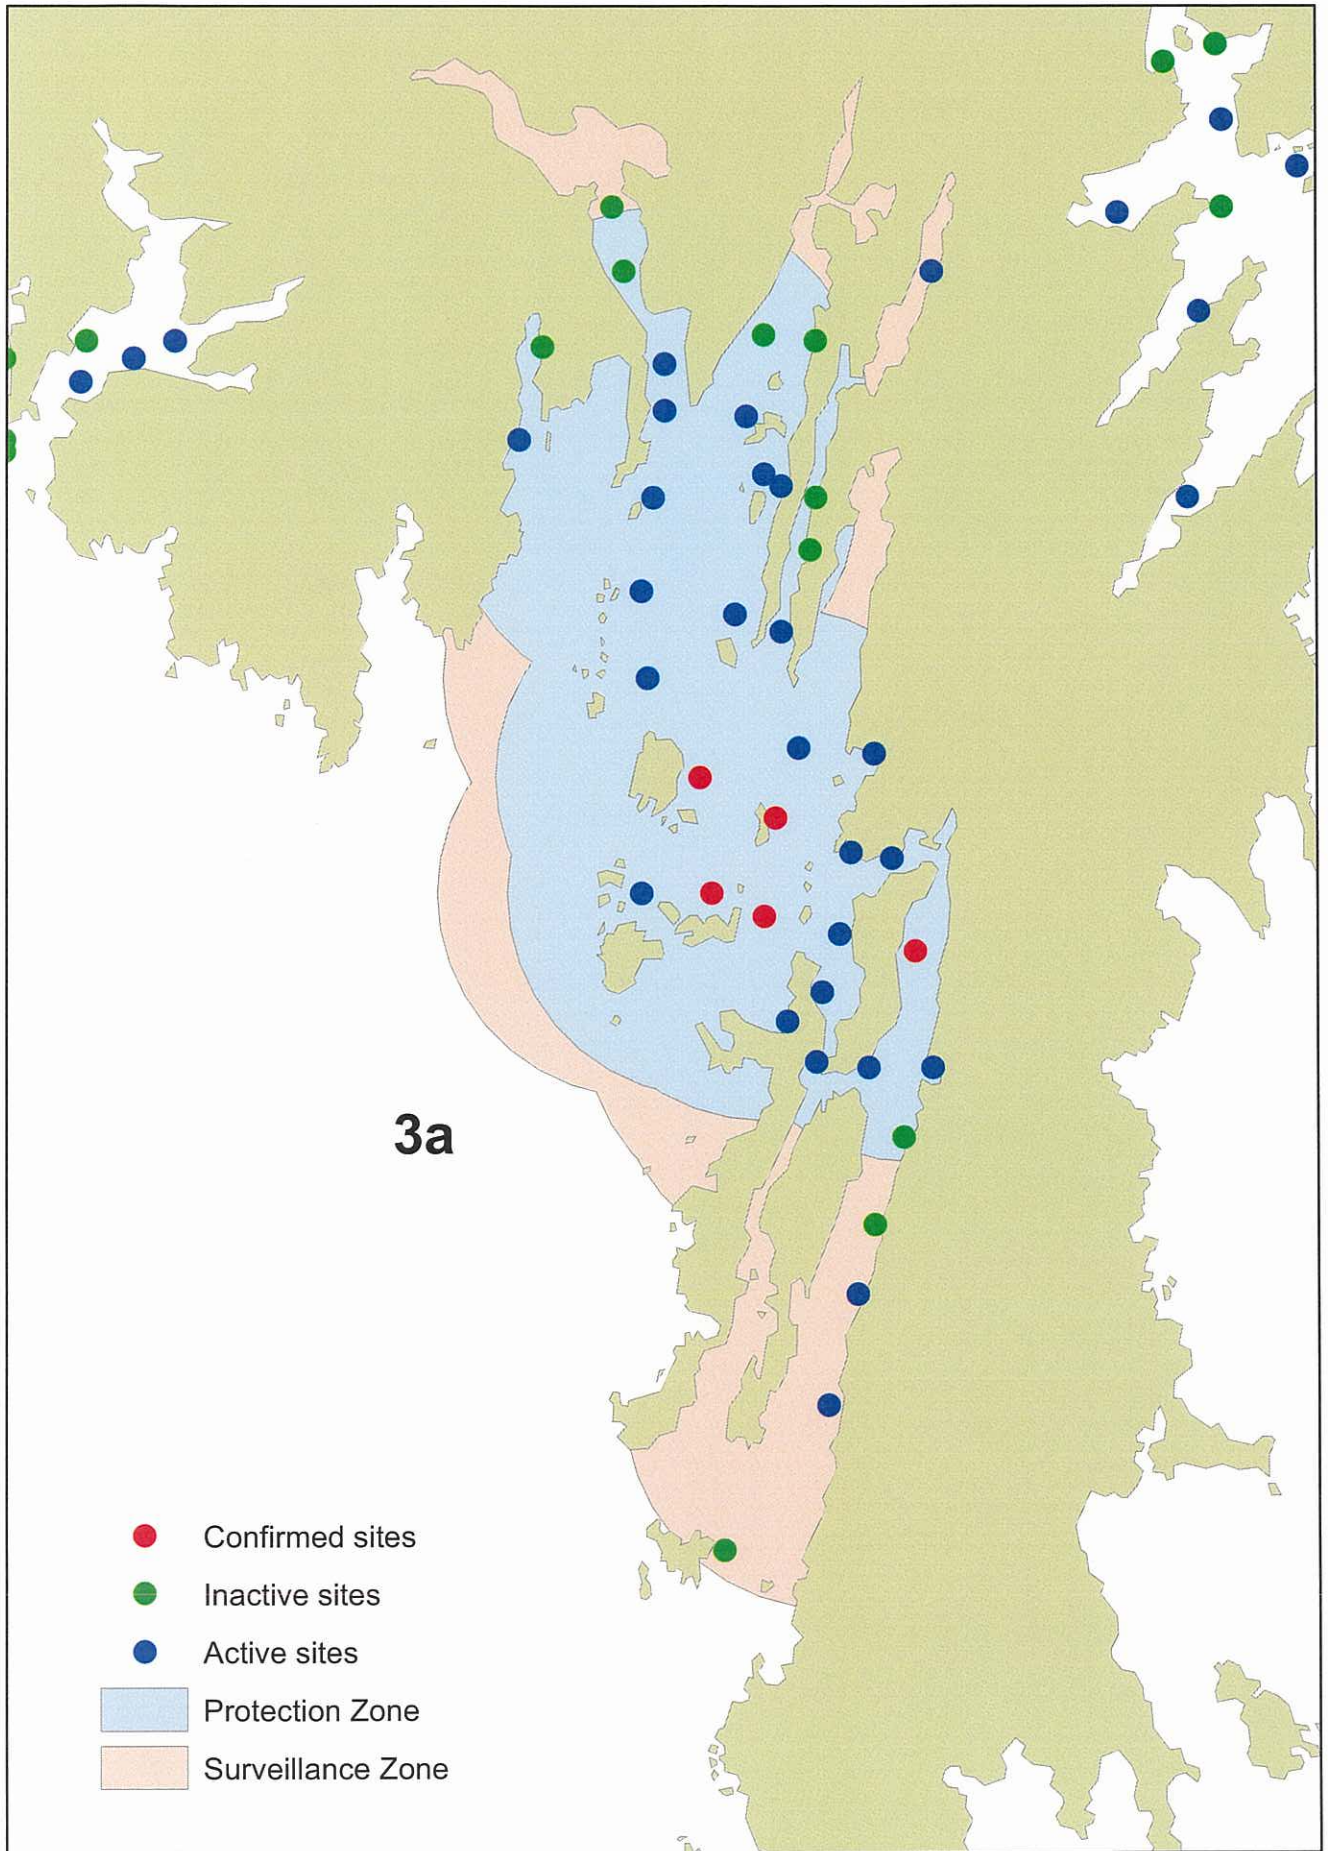 3a
Confirmed sites
Inactive sites
Active sites
Protection Zone
Surveillance Zone